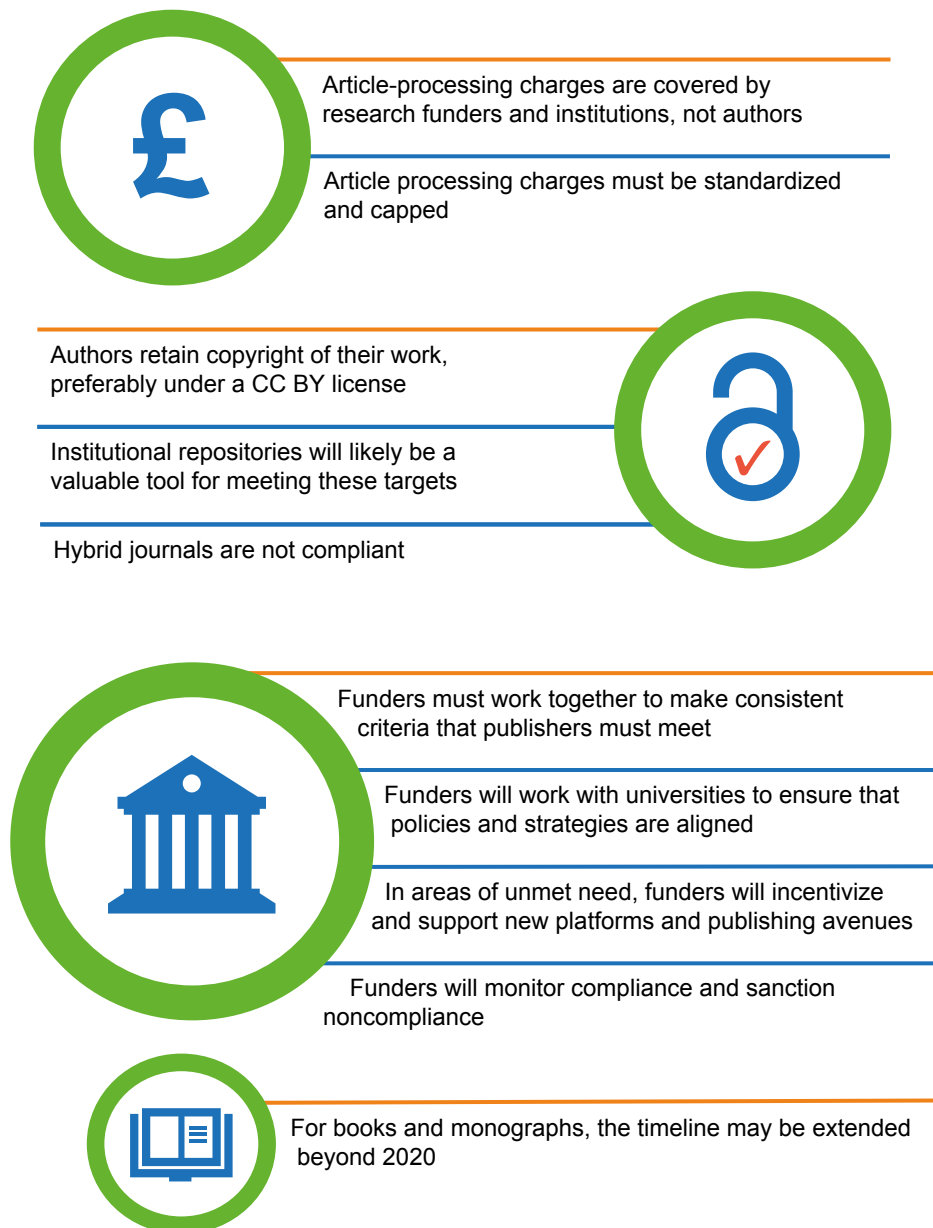 £
Article-processing charges are covered by
research funders and institutions, not authors
Article processing charges must be standardized
and capped
Authors retain copyright of their work,
preferably under a CC BY license
Institutional repositories will likely be a
valuable tool for meeting these targets
Hybrid journals are not compliant
Funders must work together to make consistent
criteria that publishers must meet
Funders will work with universities to ensure that
policies and strategies are aligned
In areas of unmet need, funders will incentivize
and support new platforms and publishing avenues
Funders will monitor compliance and sanction
noncompliance
For books and monographs, the timeline may be extended
beyond 2020